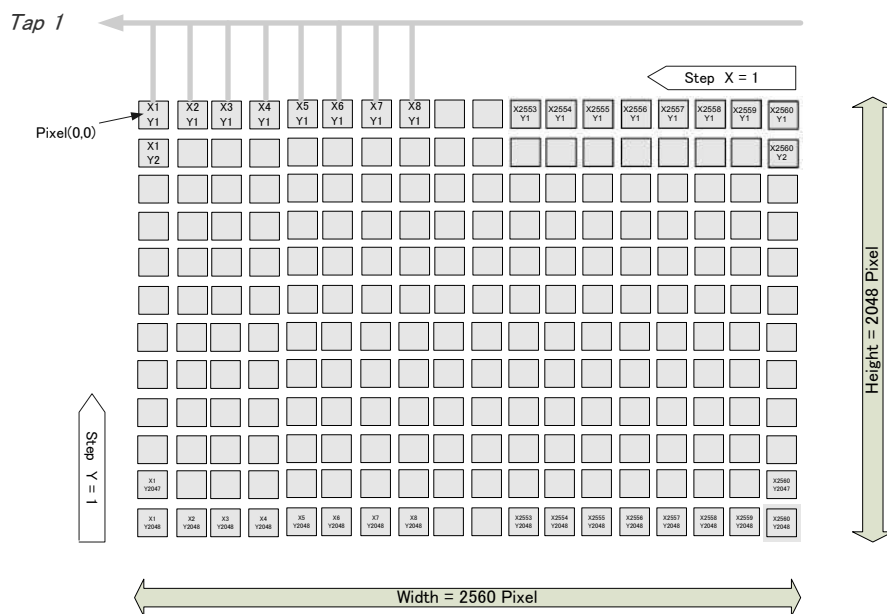 Tap 1
Step X = 1
X1 X2 X3 X4 X5 X6 X7 X8 X2553 X2554 X2555 X2556 X2557 X2558 X2559 X2560
Y1 Y1 Y1 Y1 Y1 Y1 Y1 Y1 Y1 Y1 Y1 Y1 Y1 Y1 Y1 Y1
Pixel(0,0)
X1 X2560
Y2 Y2
Height = 2048 Pixel
Step Y = 1
X1 X2560
Y2047 Y2047
X1 X2 X3 X4 X5 X6 X7 X8 X2553 X2554 X2555 X2556 X2557 X2558 X2559 X2560
Y2048 Y2048 Y2048 Y2048 Y2048 Y2048 Y2048 Y2048 Y2048 Y2048 Y2048 Y2048 Y2048 Y2048 Y2048 Y2048
Width = 2560 Pixel